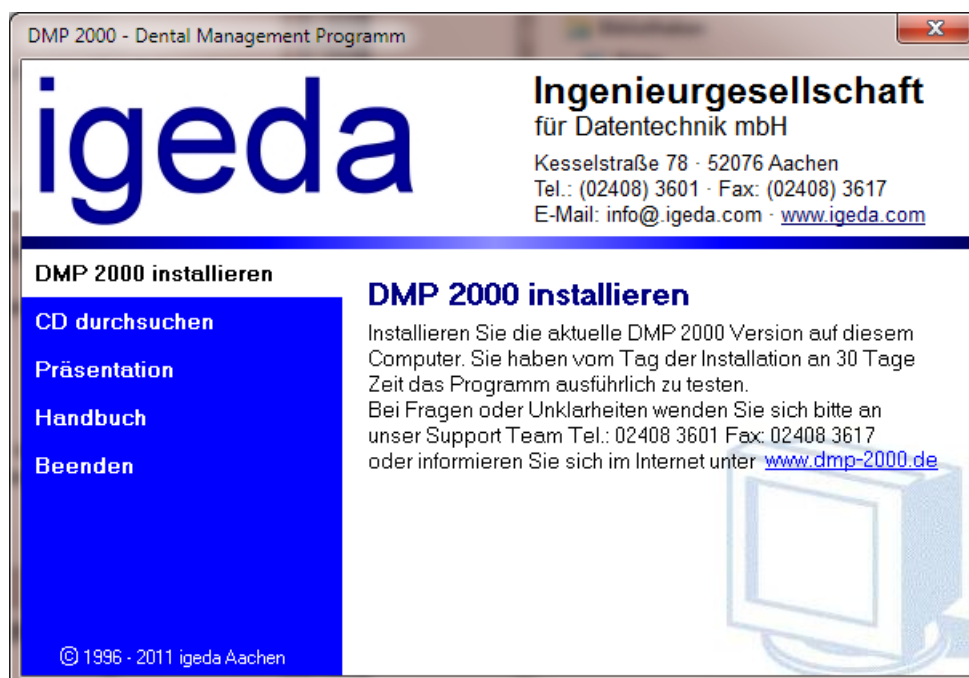 DMP 2000 - Dental Management Programm
igeda
Ingenieurgesellschaft
für Datentechnik mbH
Kesselstraße 78 · 52076 Aachen
Tel.: (02408) 3601 · Fax: (02408) 3617
E-Mail: info@.igeda.com · www.igeda.com
DMP 2000 installieren
CD durchsuchen
Präsentation
Handbuch
Beenden
© 1996 - 2011 igeda Aachen
DMP 2000 installieren
Installieren Sie die aktuelle DMP 2000 Version auf diesem
Computer. Sie haben vom Tag der Installation an 30 Tage
Zeit das Programm ausführlich zu testen.
Bei Fragen oder Unklarheiten wenden Sie sich bitte an
unser Support Team Tel.: 02408 3601 Fax: 02408 3617
oder informieren Sie sich im Internet unter www.dmp-2000.de